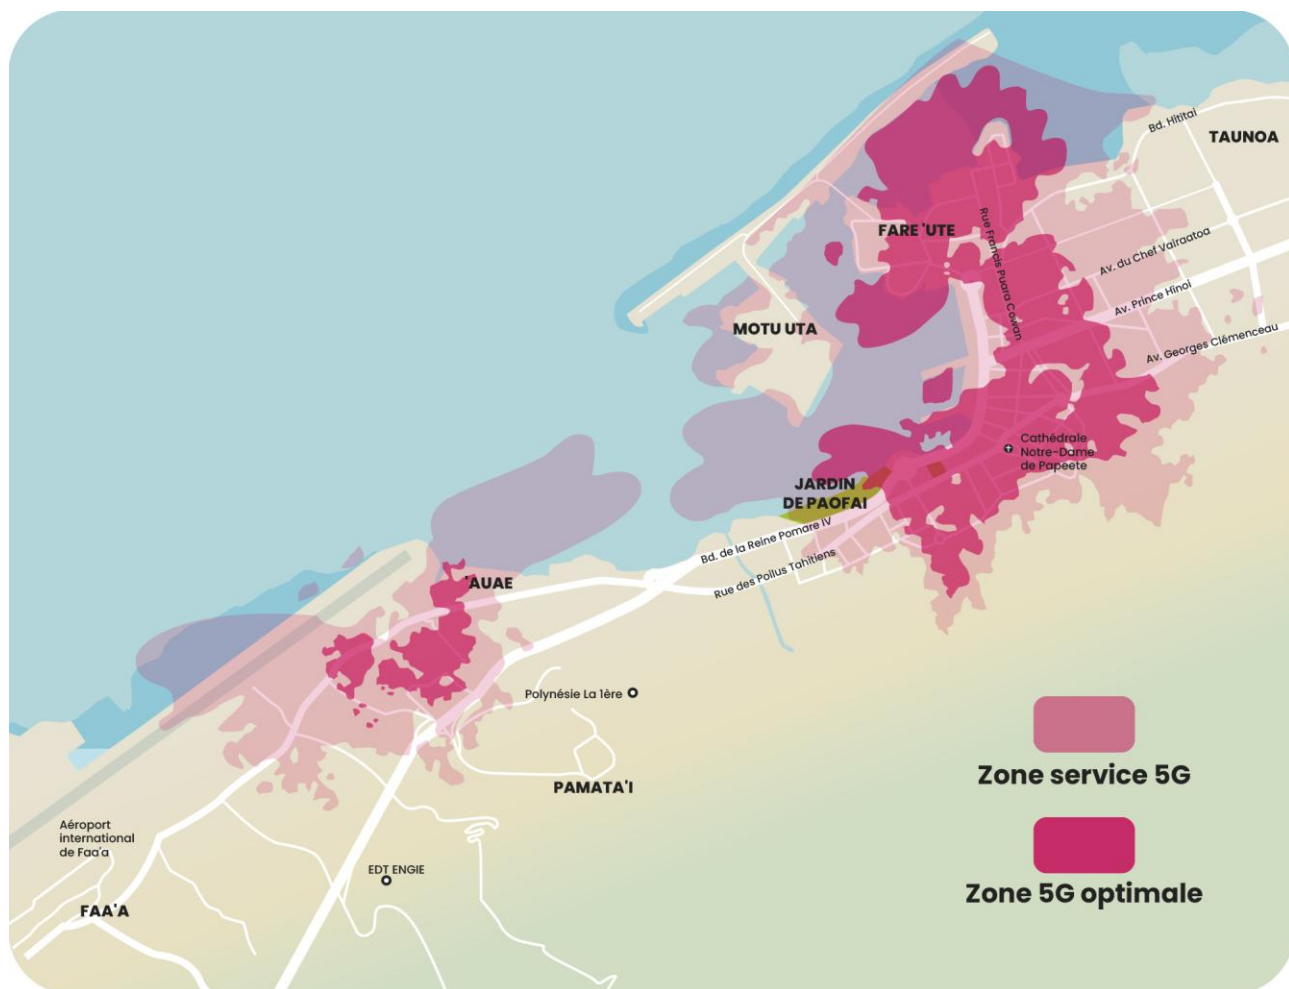 Bd. Hititai
TAUNOA
Rue Francis Puara Cowan
FARE 'UTE
Av. du Chef Vairaatoa
Av. Prince Hinoi
MOTU UTA
Av. Georges Clémenceau
Cathédrale
Notre-Dame
de Papeete
JARDIN
DE PAOFAI
Bd. de la Reine Pomare IV
Rue des Poilus Tahitiens
'AUAE
Polynésie La 1ère
PAMATA'I
Zone service 5G
Zone 5G optimale
Aéroport
international
de Faa'a
EDT ENGIE
FAA'A